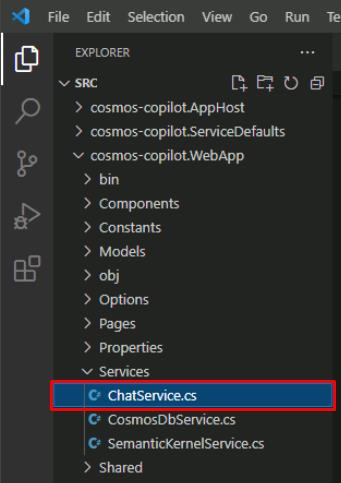 File Edit Selection View Go Run
EXPLORER
SRC
cosmos-copilot.AppHost
cosmos-copilot.ServiceDefaults
cosmos-copilot.WebApp
bin
Components
Constants
Models
obj
Options
Pages
Properties
Services
C# ChatService.cs
C# CosmosDbService.cs
C# SemanticKernelService.cs
Shared